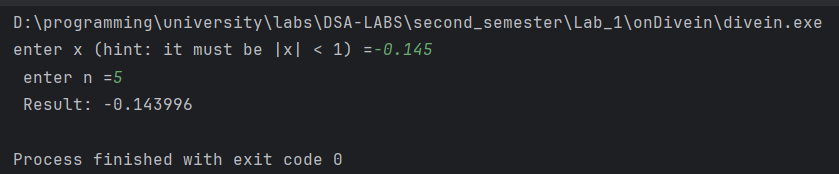 D:\programming\university\labs\DSA-LABS\second_semester\Lab_1\onDivein\divein.exe
enter x (hint: it must be |x| < 1) =-0.145
enter n =5
Result: -0.143996
Process finished with exit code 0